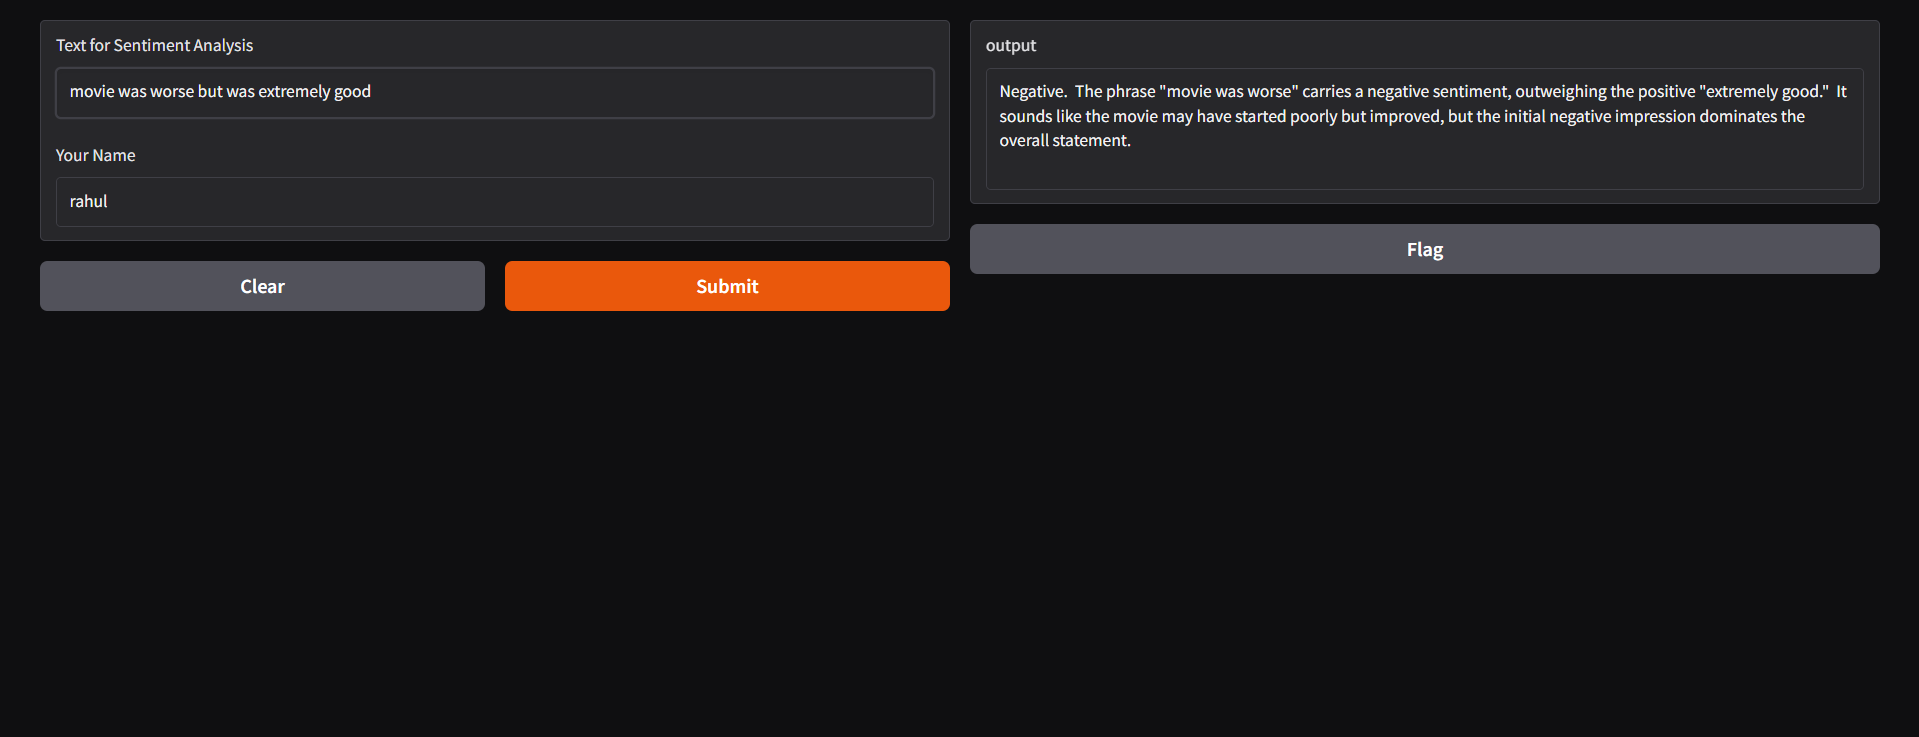 Text for Sentiment Analysis
movie was worse but was extremely good
Your Name
rahul
Clear
Submit
output
Negative.  The phrase "movie was worse" carries a negative sentiment, outweighing the positive "extremely good."  It
sounds like the movie may have started poorly but improved, but the initial negative impression dominates the
overall statement.
Flag